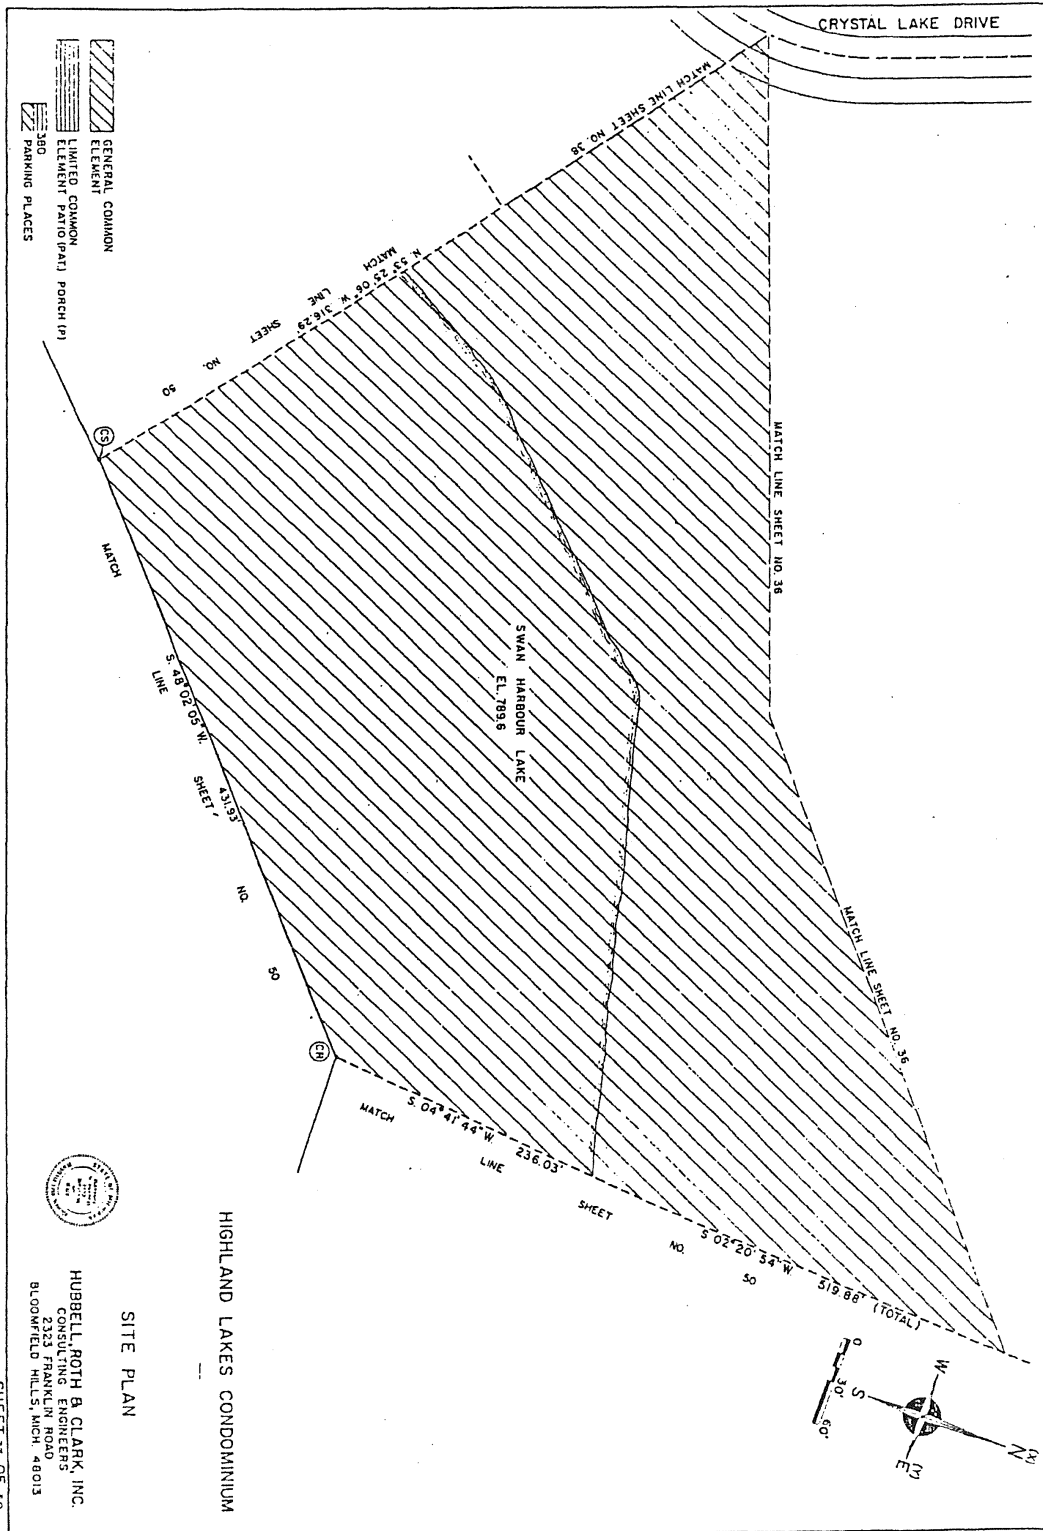 CRYSTAL LAKE DRIVE
MATCH LINE SHEET NO. 38
MATCH LINE SHEET NO. 36
MATCH LINE SHEET NO. 36
N. 53° 25' 06" W. 316.29'
MATCH LINE SHEET NO. 50
SWAN HARBOUR LAKE
EL. 789.6
CS
S. 48° 02' 05" W. 431.93'
MATCH LINE SHEET NO. 50
CR
S. 04° 41' 44" W. 236.03'
S 02° 20' 54" W. 519.88' (TOTAL)
MATCH LINE SHEET NO. 50
GENERAL COMMON
ELEMENT
LIMITED COMMON
ELEMENT PATIO (PAT.) PORCH (P)
380
PARKING PLACES
N
(X)
W
S
E
(Y)
0 30' 60'
HIGHLAND LAKES CONDOMINIUM
SITE PLAN
HUBBELL, ROTH & CLARK, INC.
CONSULTING ENGINEERS
2323 FRANKLIN ROAD
BLOOMFIELD HILLS, MICH. 48013